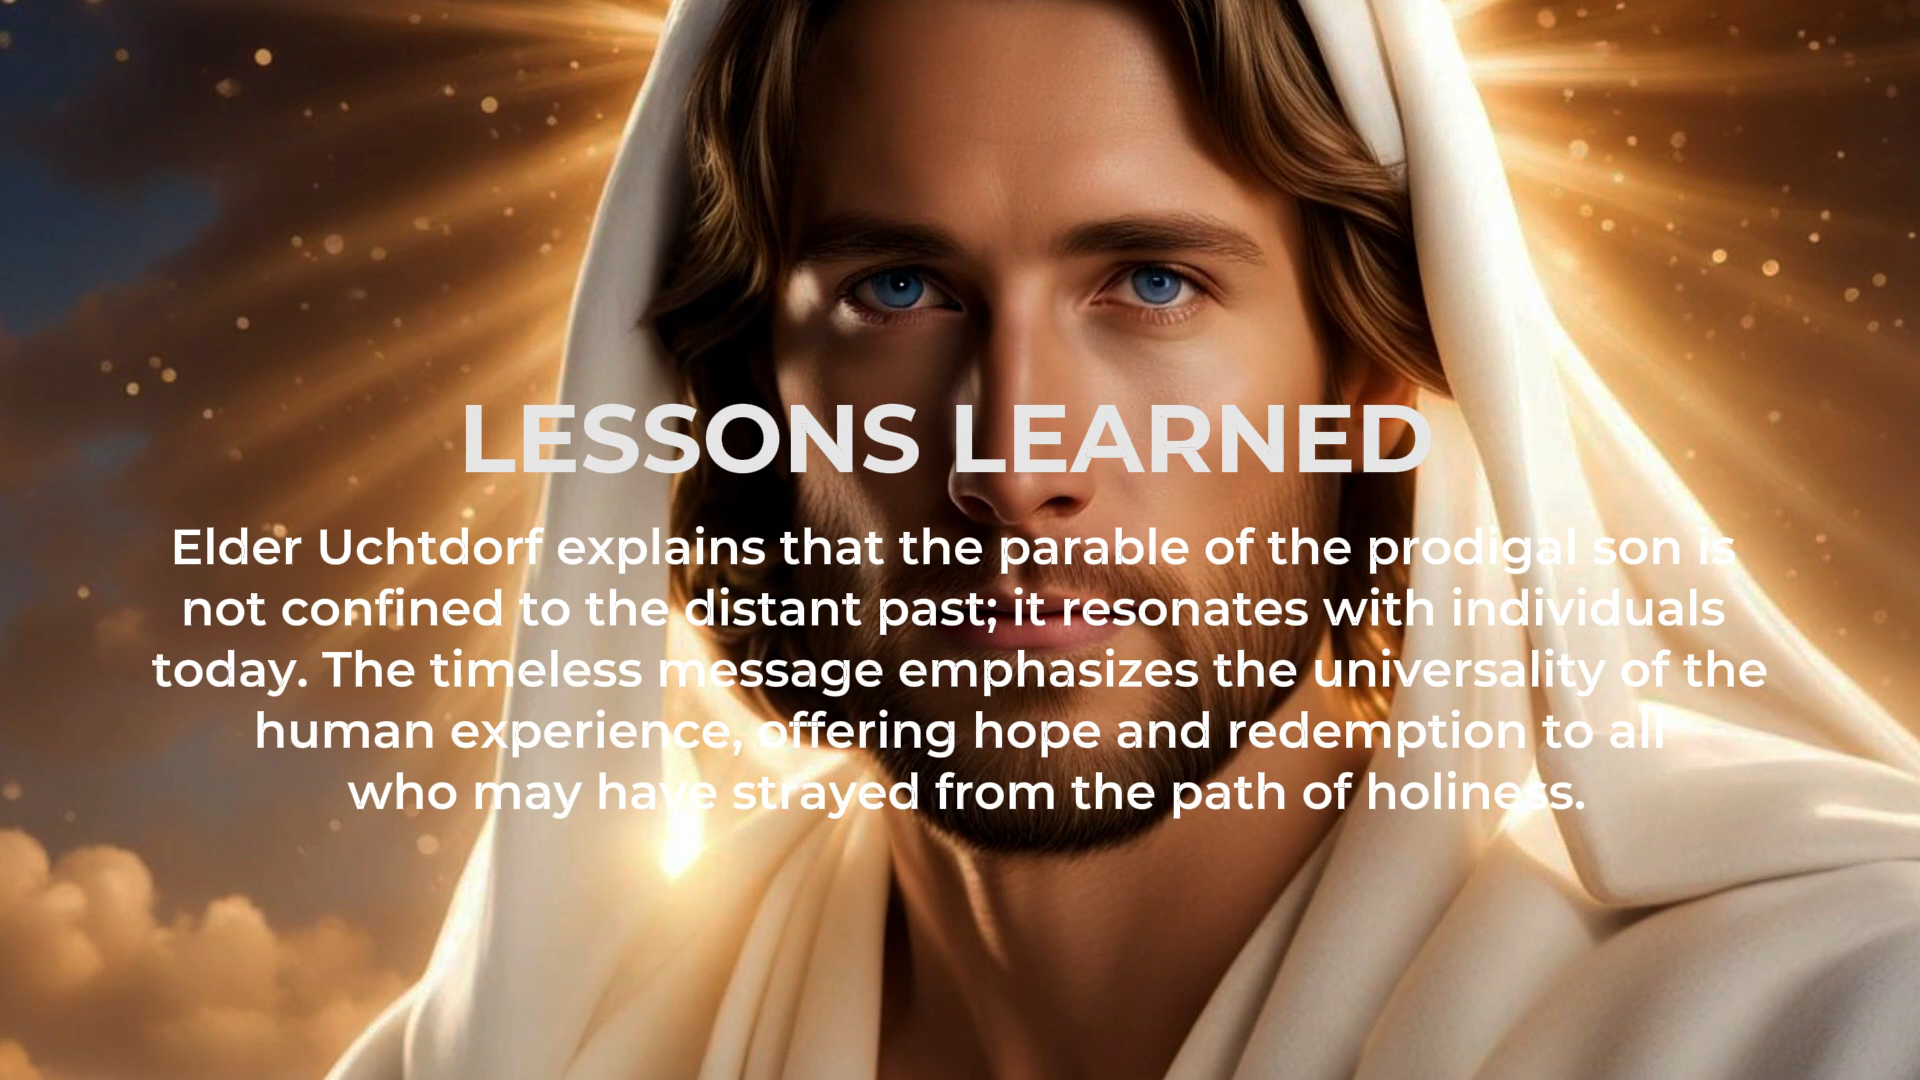 LESSONS LEARNED
Elder Uchtdorf explains that the parable of the prodigal son is
not confined to the distant past; it resonates with individuals
today. The timeless message emphasizes the universality of the
human experience, offering hope and redemption to all
who may have strayed from the path of holiness.